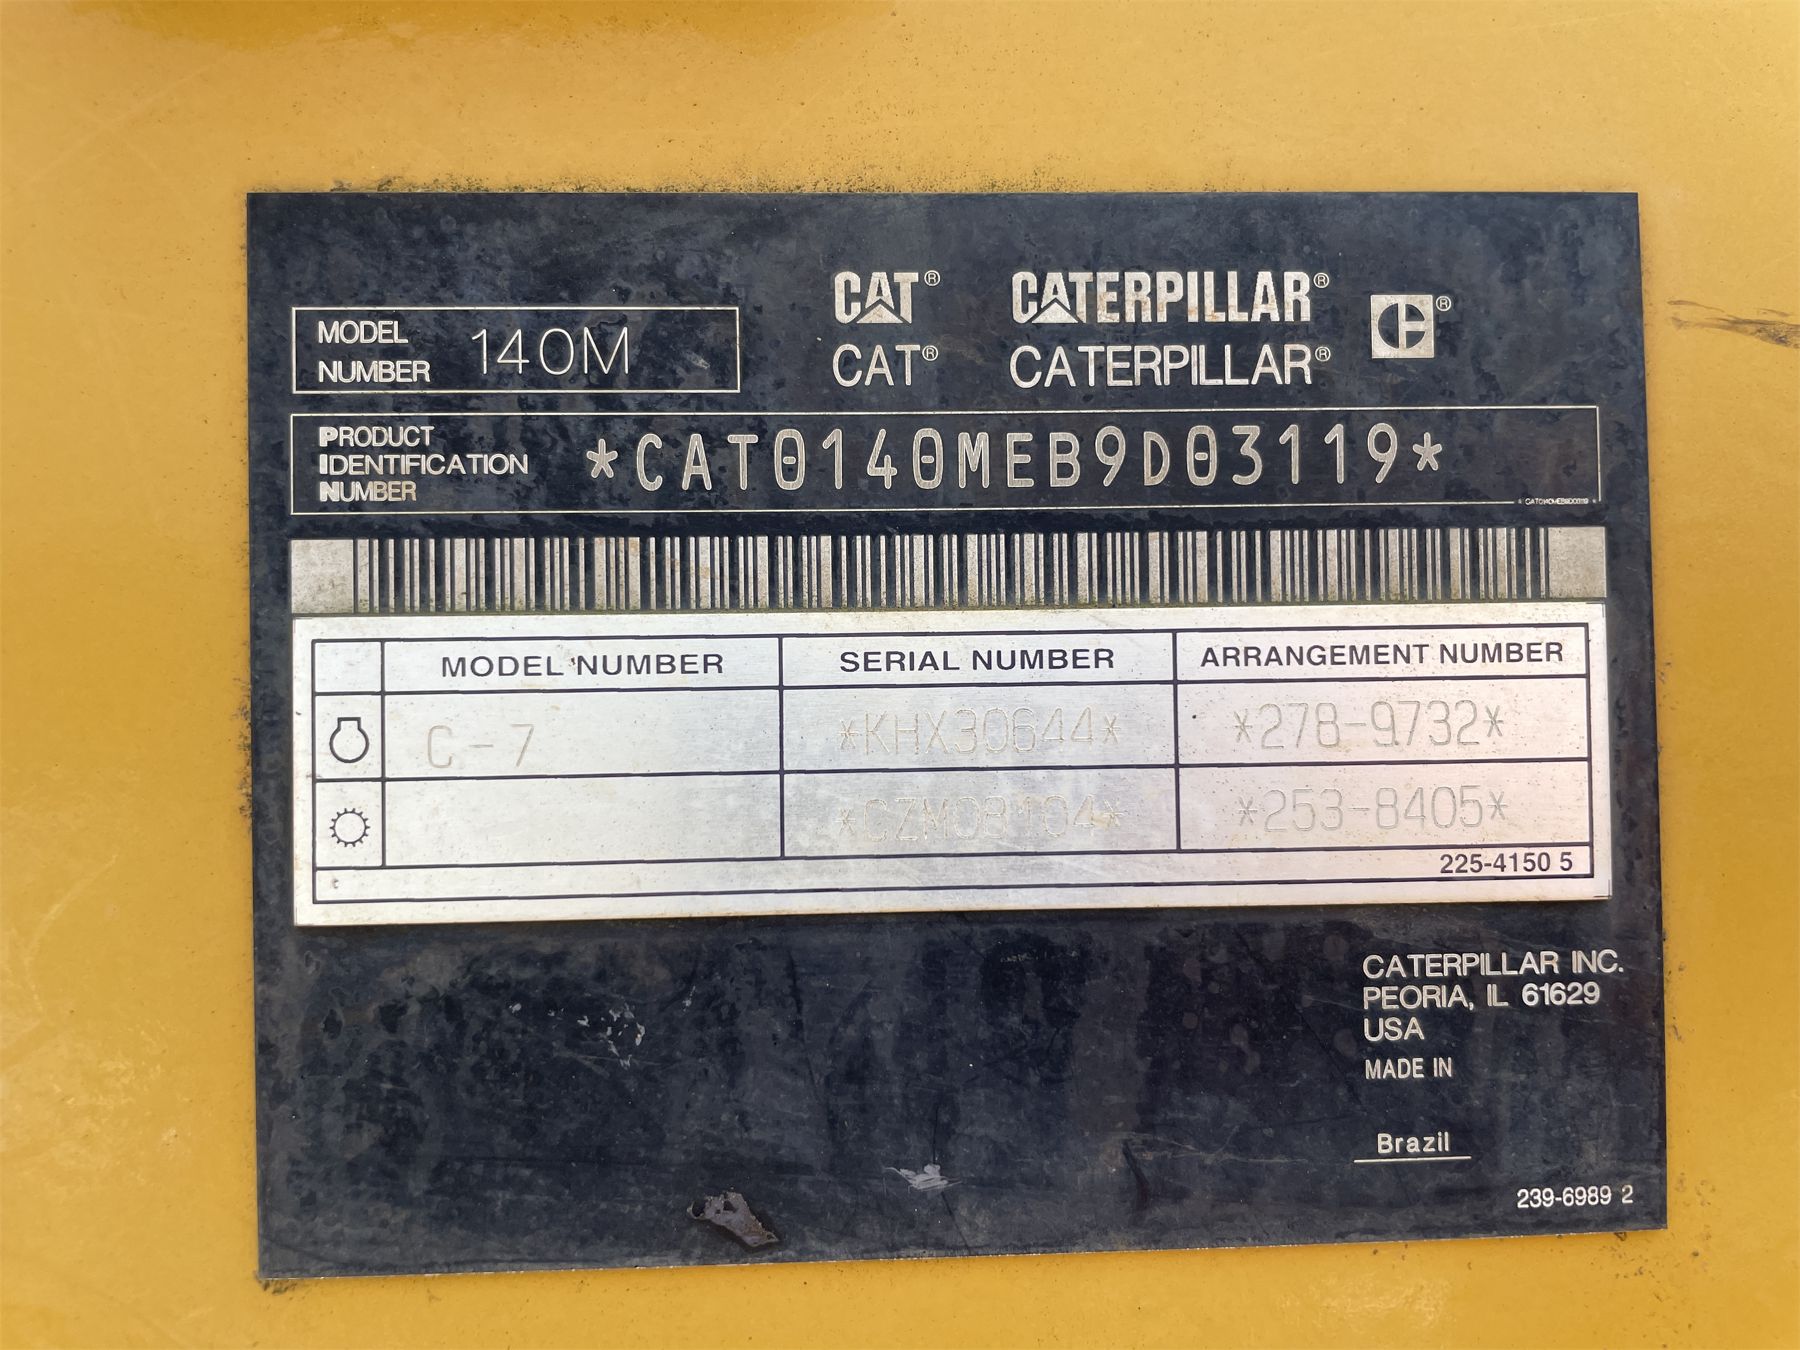 CAT® CATERPILLAR® C®
CAT® CATERPILLAR®
MODEL
NUMBER 140M
PRODUCT
IDENTIFICATION
NUMBER
*CAT0140MEB9D03119*
*CAT0140MEB9D03119*
MODEL NUMBER SERIAL NUMBER ARRANGEMENT NUMBER
C-7 *KHX30644* *278-9732*
*CZM08104* *253-8405*
225-4150 5
CATERPILLAR INC.
PEORIA, IL 61629
USA
MADE IN
Brazil
239-6989 2